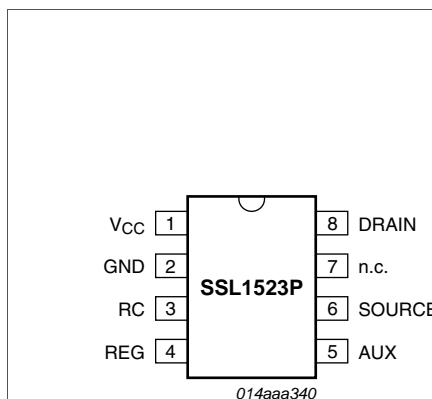 VCC 1 8 DRAIN
GND 2 7 n.c.
SSL1523P
RC 3 6 SOURCE
REG 4 5 AUX
014aaa340